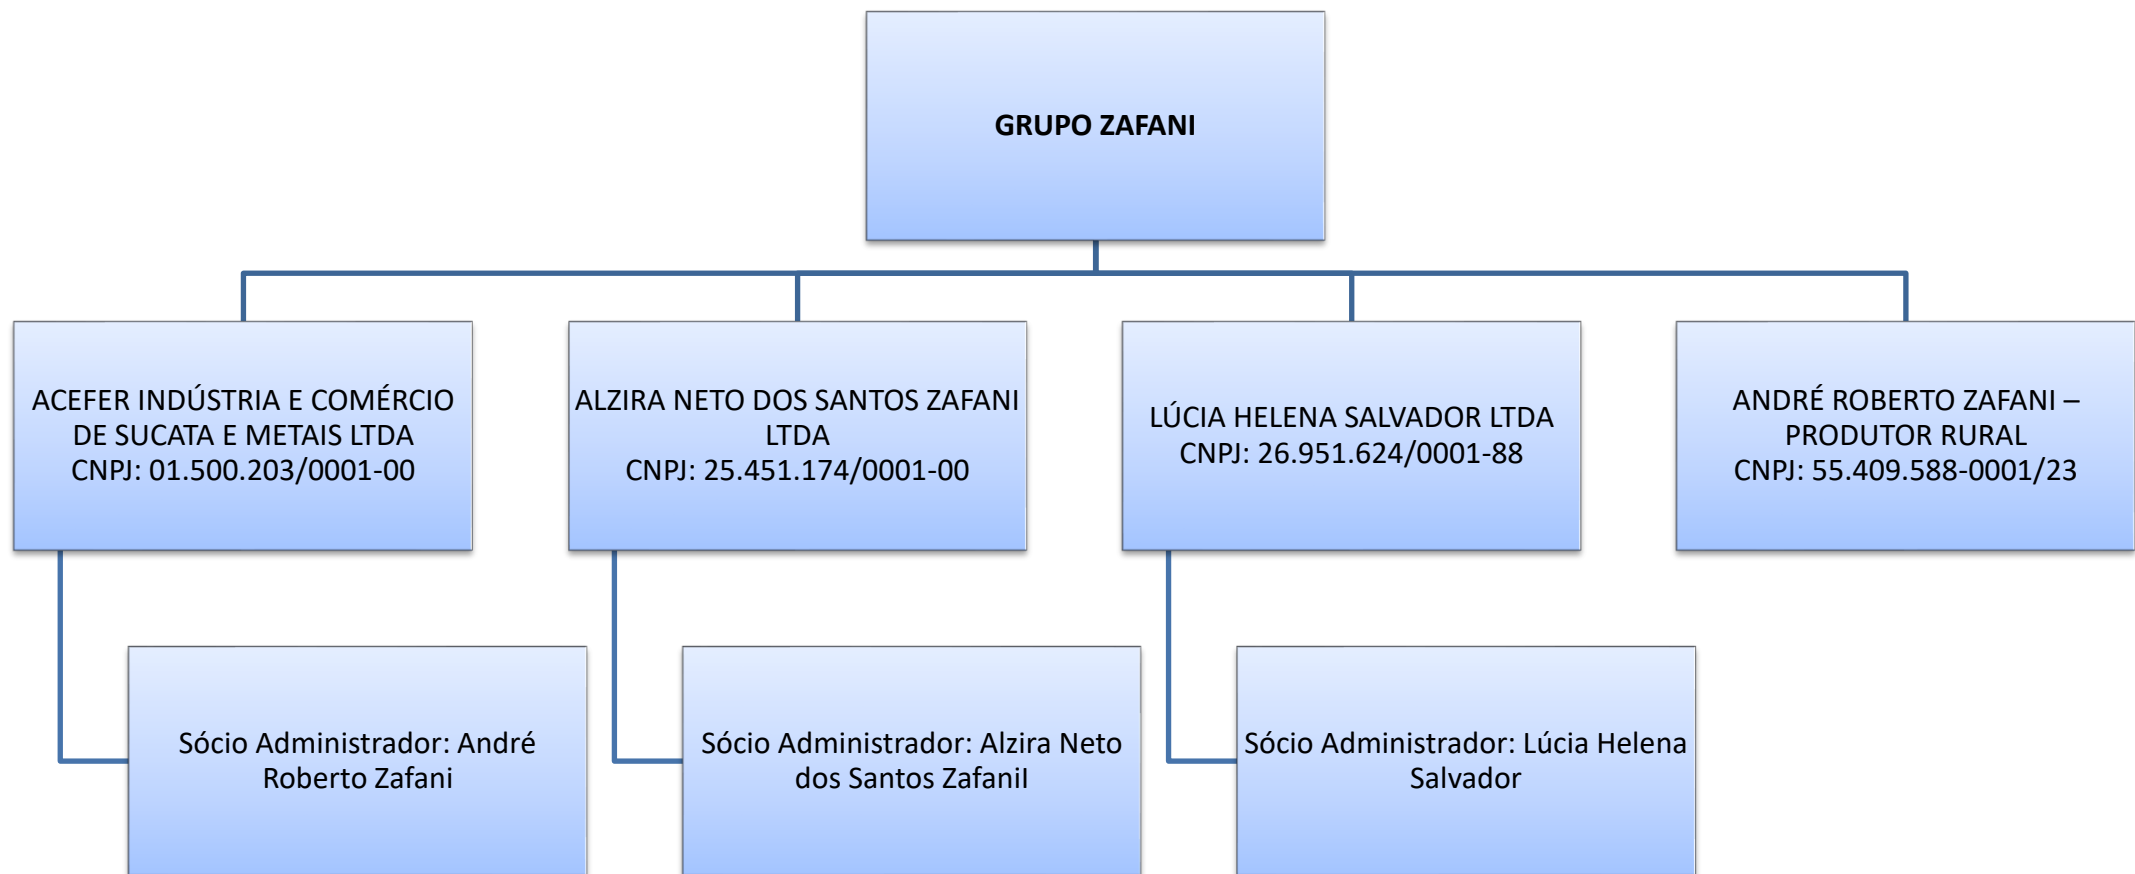 GRUPO ZAFANI
ACEFER INDÚSTRIA E COMÉRCIO
DE SUCATA E METAIS LTDA
CNPJ: 01.500.203/0001-00
ALZIRA NETO DOS SANTOS ZAFANI
LTDA
CNPJ: 25.451.174/0001-00
LÚCIA HELENA SALVADOR LTDA
CNPJ: 26.951.624/0001-88
ANDRÉ ROBERTO ZAFANI –
PRODUTOR RURAL
CNPJ: 55.409.588-0001/23
Sócio Administrador: André
Roberto Zafani
Sócio Administrador: Alzira Neto
dos Santos ZafaniI
Sócio Administrador: Lúcia Helena
Salvador